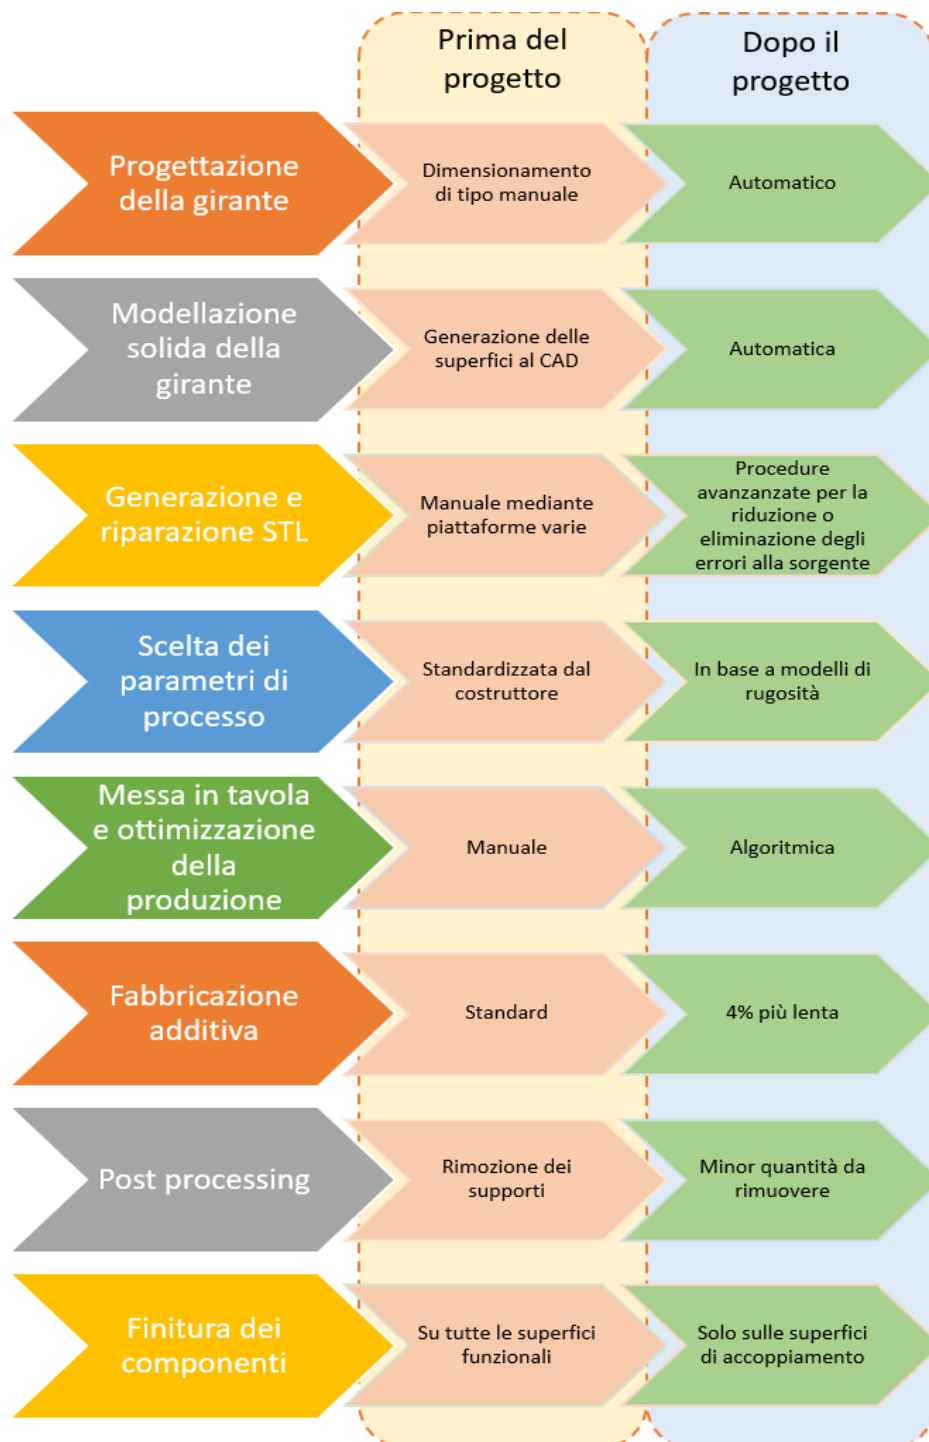 Prima del
progetto
Dopo il
progetto
Progettazione
della girante
Dimensionamento
di tipo manuale
Automatico
Modellazione
solida della
girante
Generazione delle
superfici al CAD
Automatica
Generazione e
riparazione STL
Manuale mediante
piattaforme varie
Procedure
avanzanzate per la
riduzione o
eliminazione degli
errori alla sorgente
Scelta dei
parametri di
processo
Standardizzata dal
costruttore
In base a modelli di
rugosità
Messa in tavola
e ottimizzazione
della
produzione
Manuale
Algoritmica
Fabbricazione
additiva
Standard
4% più lenta
Post processing
Rimozione dei
supporti
Minor quantità da
rimuovere
Finitura dei
componenti
Su tutte le superfici
funzionali
Solo sulle superfici
di accoppiamento